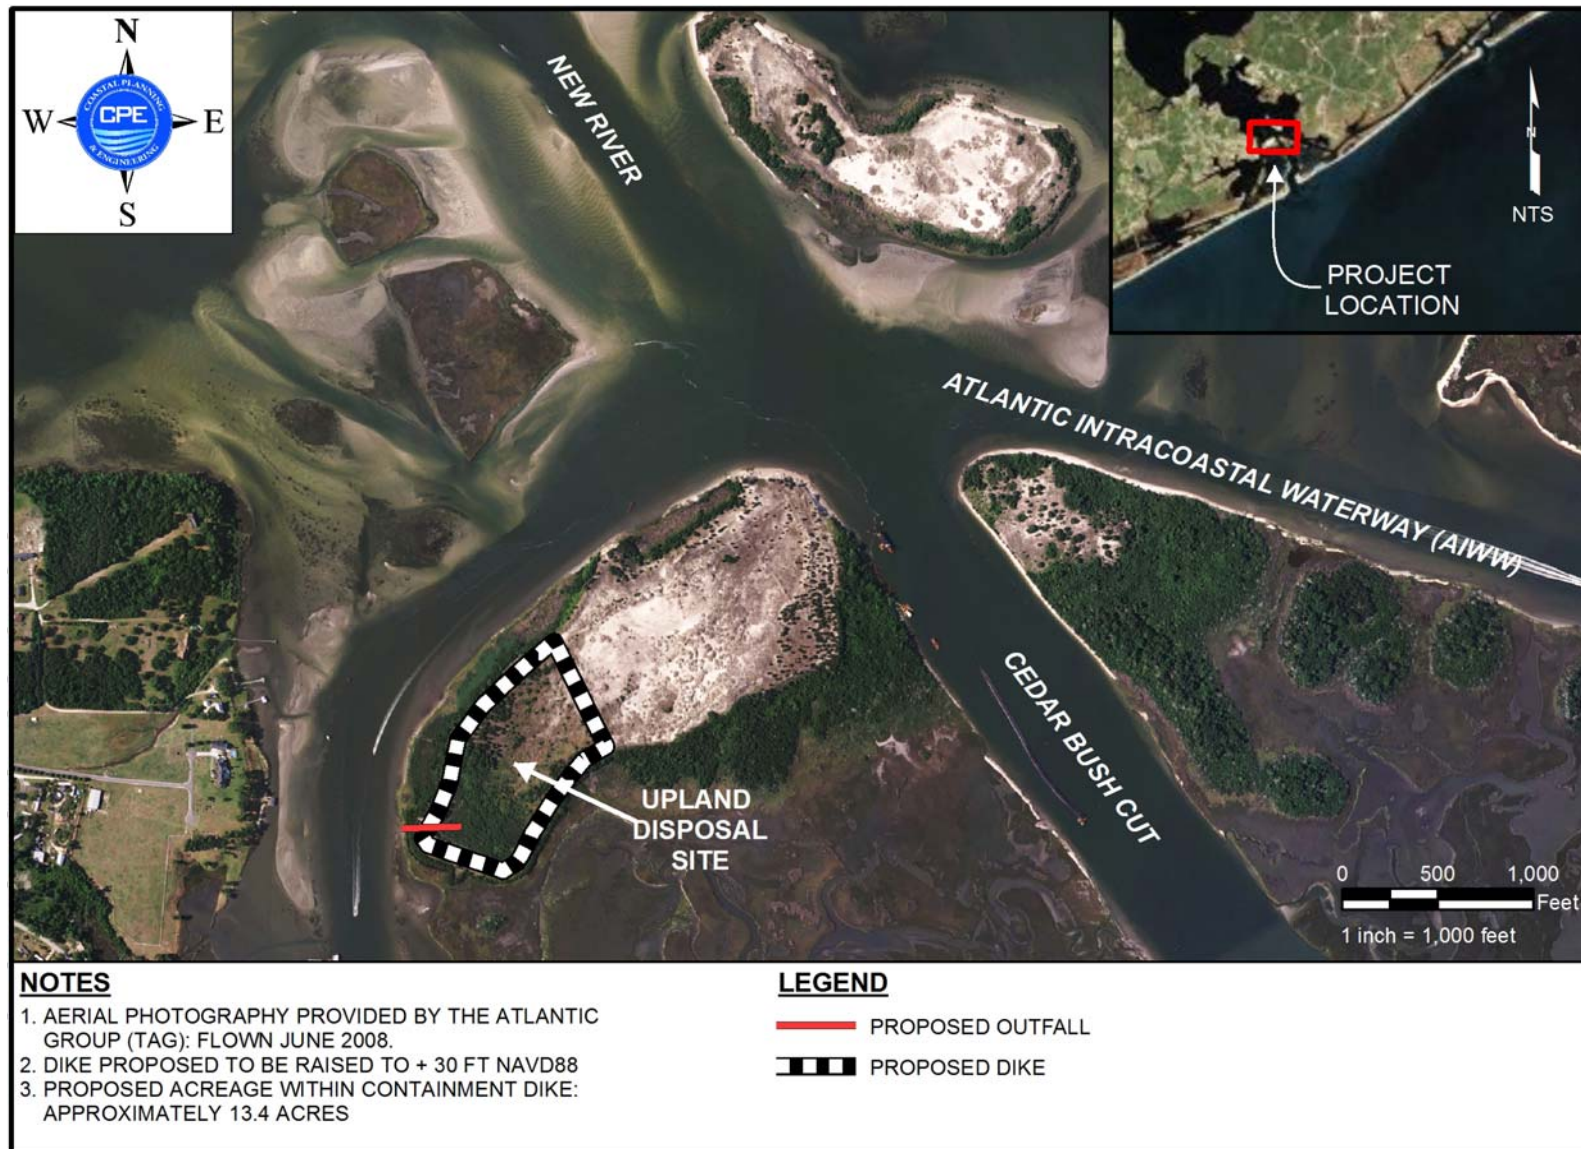 N
W
E
S
COASTAL PLANNING
CPE
& ENGINEERING
NEW RIVER
N
NTS
PROJECT
LOCATION
ATLANTIC INTRACOASTAL WATERWAY (AIWW)
CEDAR BUSH CUT
UPLAND
DISPOSAL
SITE
0 500 1,000
Feet
1 inch = 1,000 feet
NOTES
1. AERIAL PHOTOGRAPHY PROVIDED BY THE ATLANTIC
GROUP (TAG): FLOWN JUNE 2008.
2. DIKE PROPOSED TO BE RAISED TO + 30 FT NAVD88
3. PROPOSED ACREAGE WITHIN CONTAINMENT DIKE:
APPROXIMATELY 13.4 ACRES
LEGEND
PROPOSED OUTFALL
PROPOSED DIKE